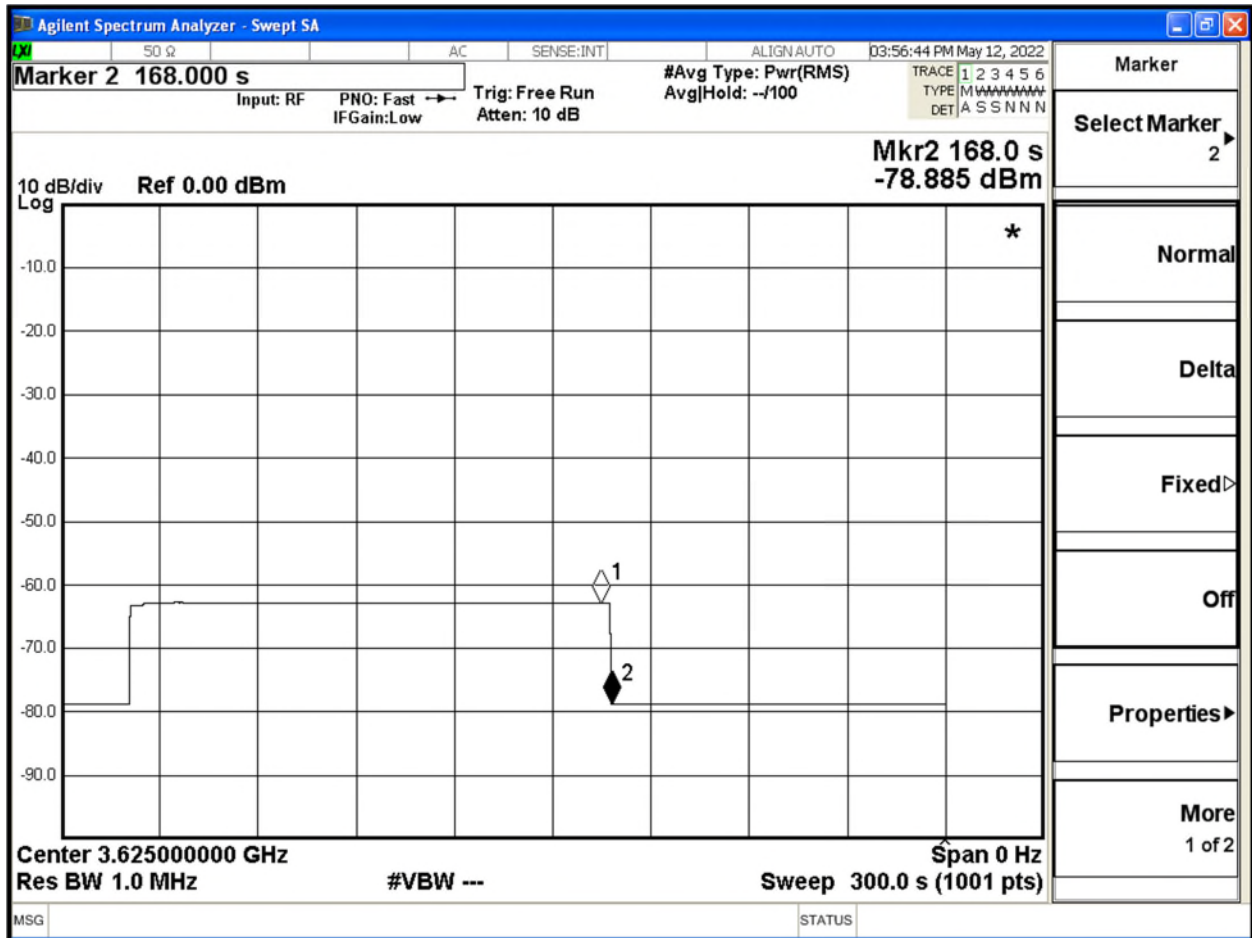 Agilent Spectrum Analyzer - Swept SA
LXI 50 Ω AC SENSE:INT ALIGN AUTO 03:56:44 PM May 12, 2022
Marker 2 168.000 s
Input: RF PNO: Fast
IFGain:Low
Trig: Free Run
Atten: 10 dB
#Avg Type: Pwr(RMS)
Avg|Hold: --/100
TRACE 1 2 3 4 5 6
TYPE M
DET A S S N N N
Mkr2 168.0 s
-78.885 dBm
10 dB/div Ref 0.00 dBm
Log
*
-10.0
-20.0
-30.0
-40.0
-50.0
-60.0
-70.0
-80.0
-90.0
1
2
Center 3.625000000 GHz Span 0 Hz
Res BW 1.0 MHz #VBW --- Sweep 300.0 s (1001 pts)
MSG STATUS
Marker
Select Marker
2
Normal
Delta
Fixed
Off
Properties
More
1 of 2